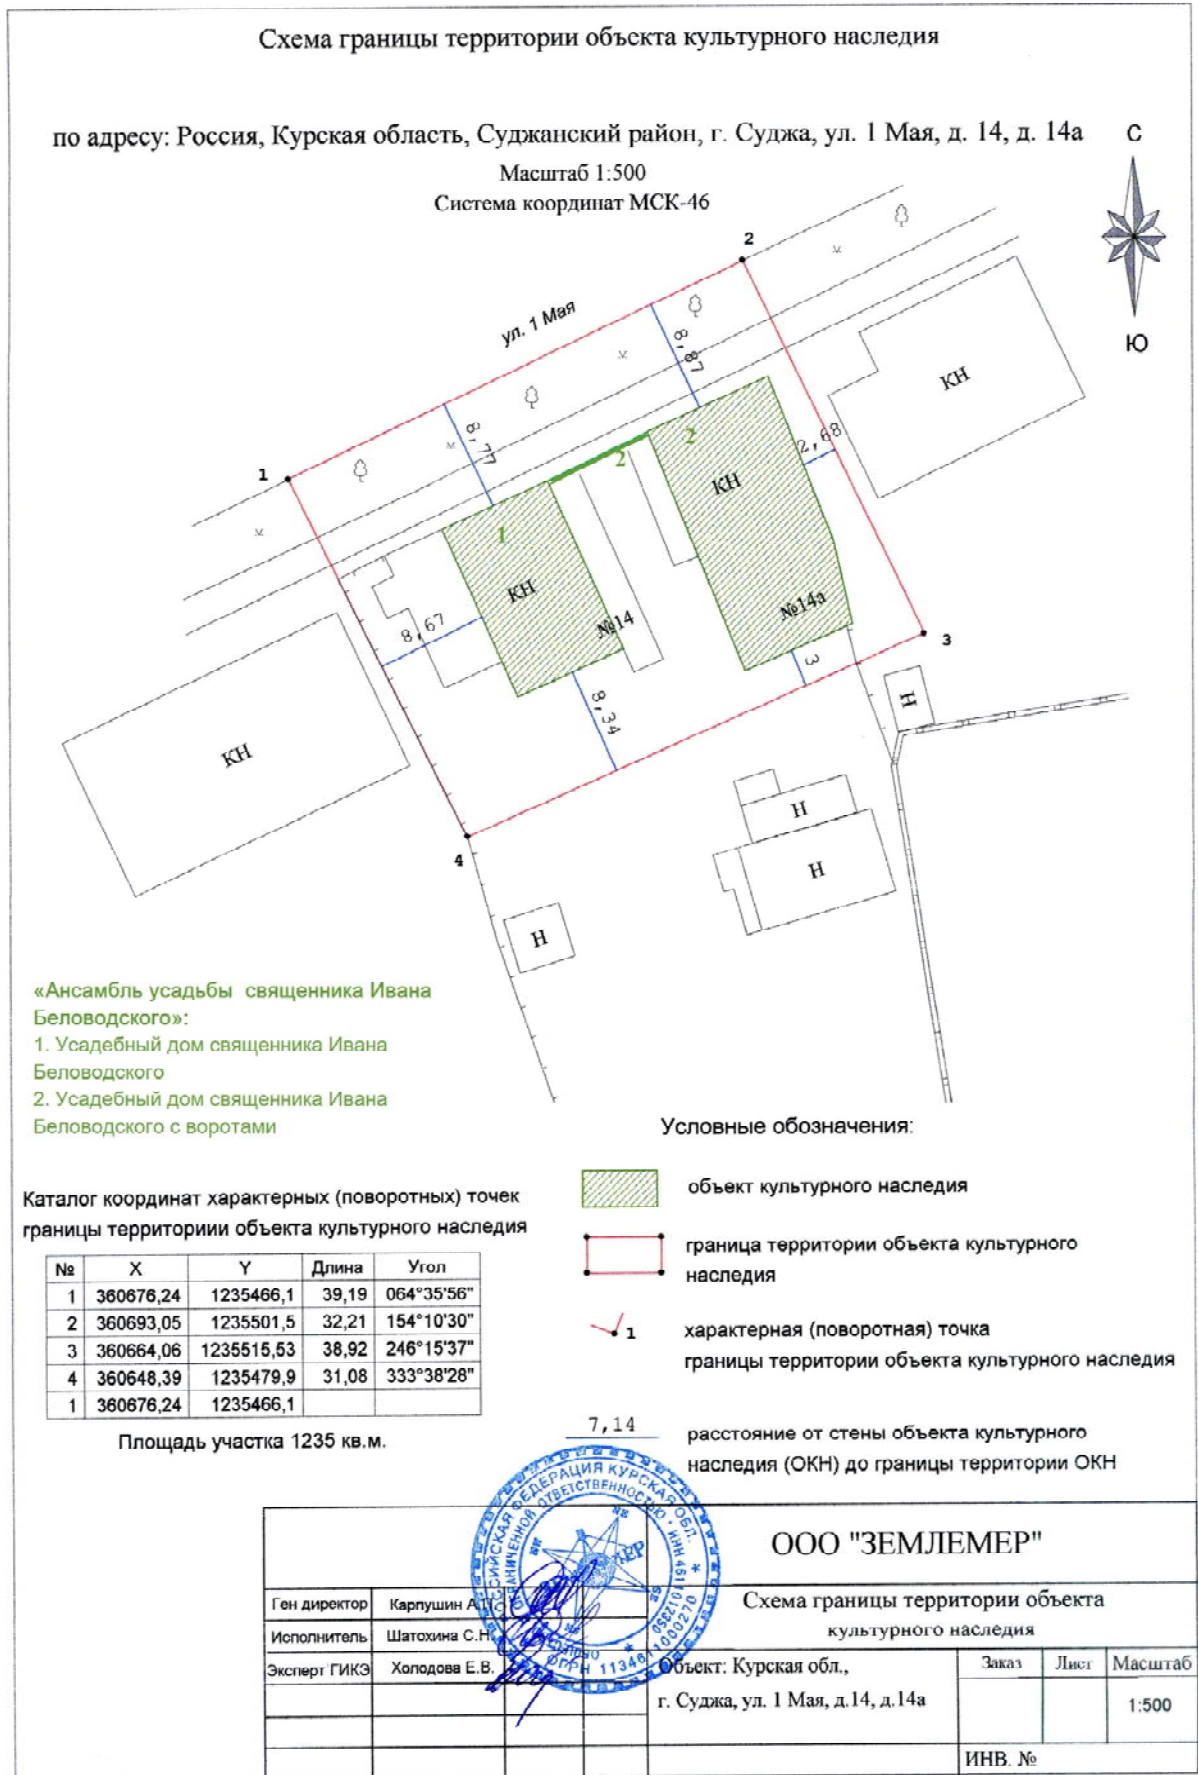 Схема границы территории объекта культурного наследия
по адресу: Россия, Курская область, Суджанский район, г. Суджа, ул. 1 Мая, д. 14, д. 14а
Масштаб 1:500
Система координат МСК-46
С
Ю
2
ул. 1 Мая
8,87
КН
8,77
2
2,68
1
2
КН
1
КН
№14а
8,67
№14
3
3
Н
8,34
КН
Н
4
Н
Н
«Ансамбль усадьбы священника Ивана
Беловодского»:
1. Усадебный дом священника Ивана
Беловодского
2. Усадебный дом священника Ивана
Беловодского с воротами
Условные обозначения:
объект культурного наследия
граница территории объекта культурного
наследия
1
характерная (поворотная) точка
границы территории объекта культурного наследия
7,14
расстояние от стены объекта культурного
наследия (ОКН) до границы территории ОКН
Каталог координат характерных (поворотных) точек
границы территориии объекта культурного наследия
№ X Y Длина Угол
1 360676,24 1235466,1 39,19 064°35'56"
2 360693,05 1235501,5 32,21 154°10'30"
3 360664,06 1235515,53 38,92 246°15'37"
4 360648,39 1235479,9 31,08 333°38'28"
1 360676,24 1235466,1
Площадь участка 1235 кв.м.
ООО "ЗЕМЛЕМЕР"
Ген директор Карпушин
Исполнитель Шатохина С.Н.
Эксперт ГИКЭ Холодова Е.В.
Схема границы территории объекта
культурного наследия
Объект: Курская обл.,
г. Суджа, ул. 1 Мая, д.14, д.14а
Заказ Лист Масштаб
1:500
ИНВ. №
РОССИЙСКАЯ ФЕДЕРАЦИЯ КУРСКАЯ ОБЛ.
ОГРАНИЧЕННОЙ ОТВЕТСТВЕННОСТЬЮ